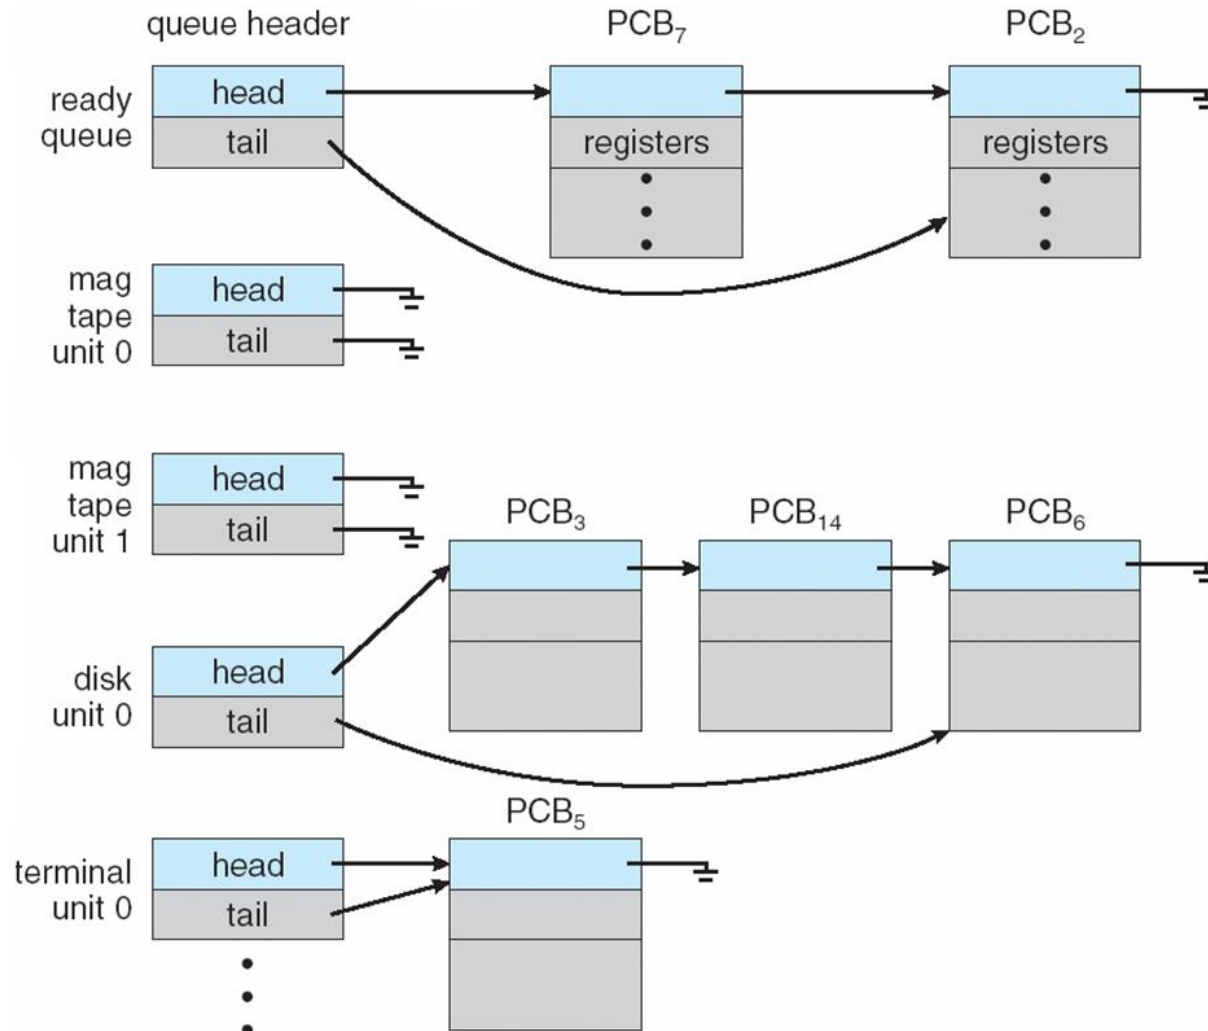 queue header
PCB₇
PCB₂
ready
queue
head
tail
registers
registers
mag
tape
unit 0
head
tail
mag
tape
unit 1
head
tail
PCB₃
PCB₁₄
PCB₆
disk
unit 0
head
tail
PCB₅
terminal
unit 0
head
tail